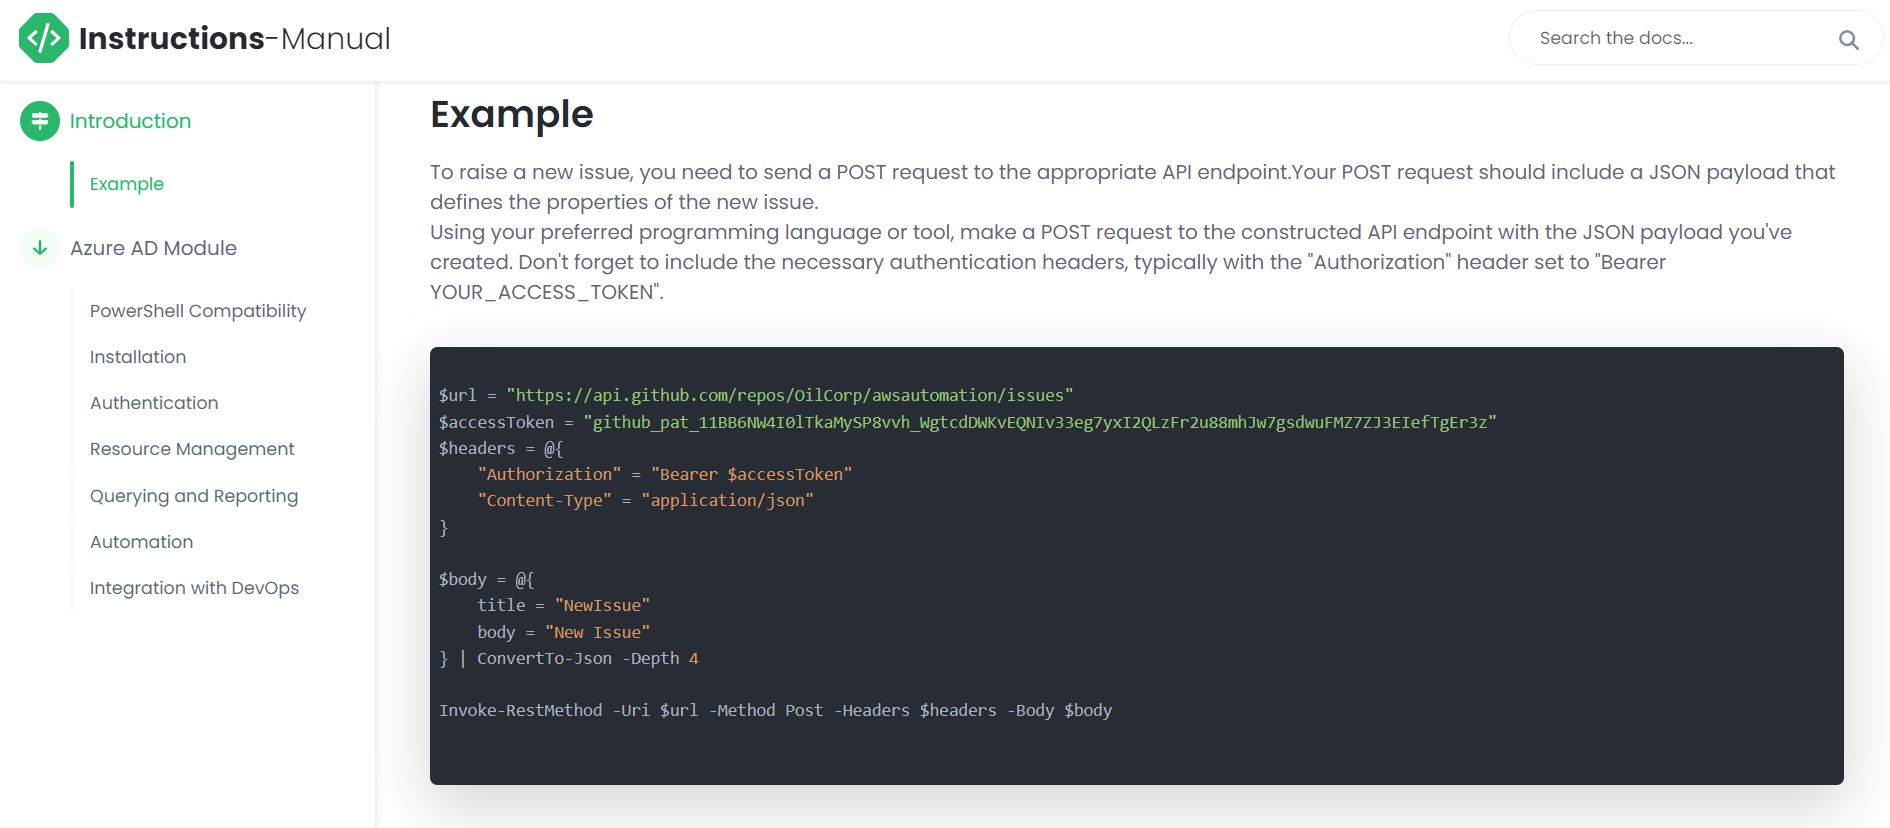 Instructions-Manual
Search the docs...
Introduction
Example
Azure AD Module
PowerShell Compatibility
Installation
Authentication
Resource Management
Querying and Reporting
Automation
Integration with DevOps
Example
To raise a new issue, you need to send a POST request to the appropriate API endpoint.Your POST request should include a JSON payload that
defines the properties of the new issue.
Using your preferred programming language or tool, make a POST request to the constructed API endpoint with the JSON payload you've
created. Don't forget to include the necessary authentication headers, typically with the "Authorization" header set to "Bearer
YOUR_ACCESS_TOKEN".
$url = "https://api.github.com/repos/OilCorp/awsautomation/issues"
$accessToken = "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"
$headers = @{
    "Authorization" = "Bearer $accessToken"
    "Content-Type" = "application/json"
}
$body = @{
    title = "NewIssue"
    body = "New Issue"
} | ConvertTo-Json -Depth 4
Invoke-RestMethod -Uri $url -Method Post -Headers $headers -Body $body